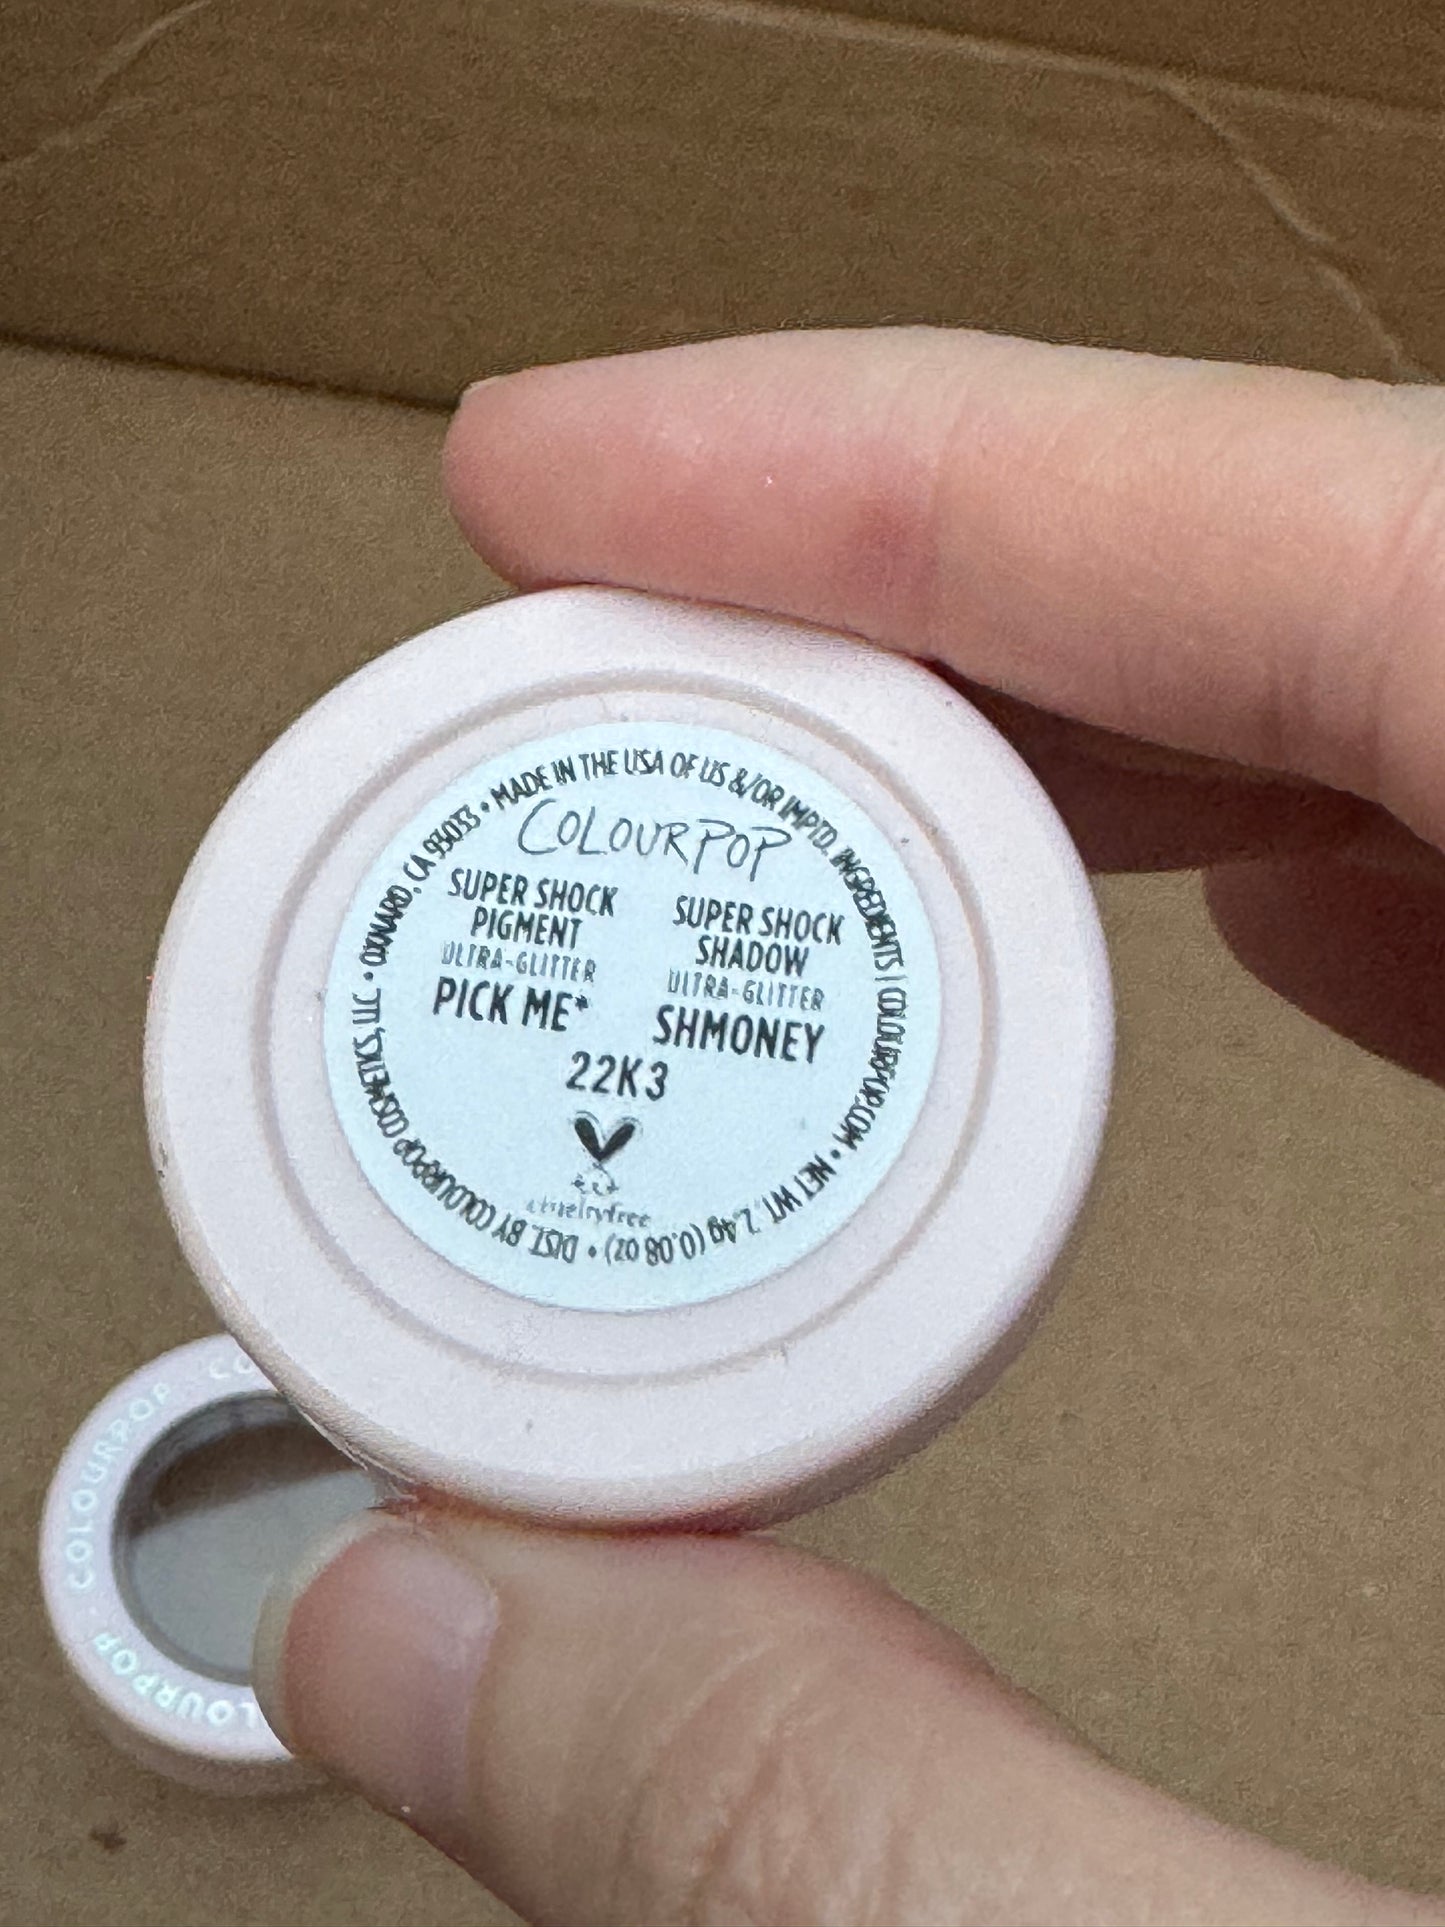 MADE IN THE USA OF US &/OR IMPTD. INGREDIENTS | COLOURPOP.COM • NET WT. 2.4g (0.08 oz) • DIST. BY COLOURPOP COSMETICS, LLC • OXNARD, CA 93033 •
COLOURPOP
SUPER SHOCK
PIGMENT
ULTRA-GLITTER
PICK ME*
SUPER SHOCK
SHADOW
ULTRA-GLITTER
SHMONEY
22K3
crueltyfree
COLOURPOP
COLOURPOP